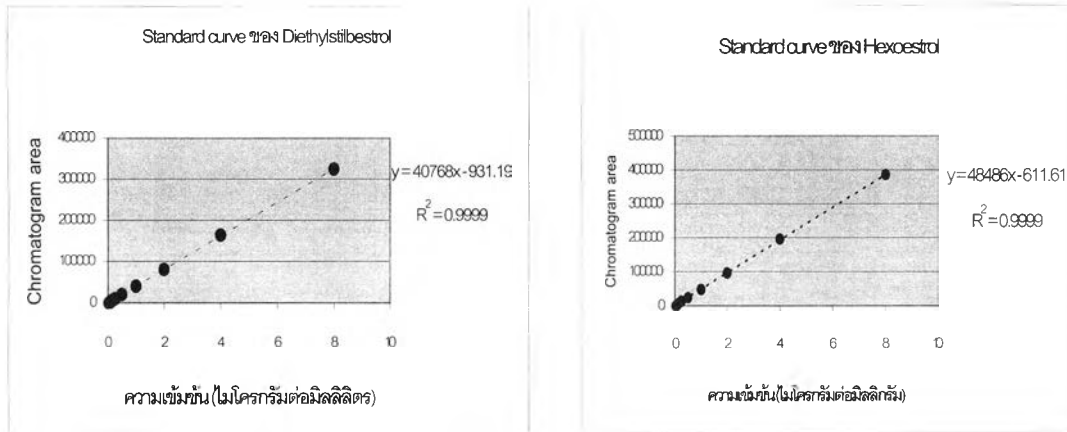 Standard curve ของ Diethylstilbestrol
Chromatogram area
400000
300000
200000
100000
0
0 2 4 6 8 10
y=40768x-931.19
R²=0.9999
ความเข้มข้น(ไมโครกรัมต่อมิลลิลิตร)
Standard curve ของ Hexoestrol
Chromatogram area
500000
400000
300000
200000
100000
0
0 2 4 6 8 10
y=48486x-611.61
R²=0.9999
ความเข้มข้น(ไมโครกรัมต่อมิลลิกรัม)